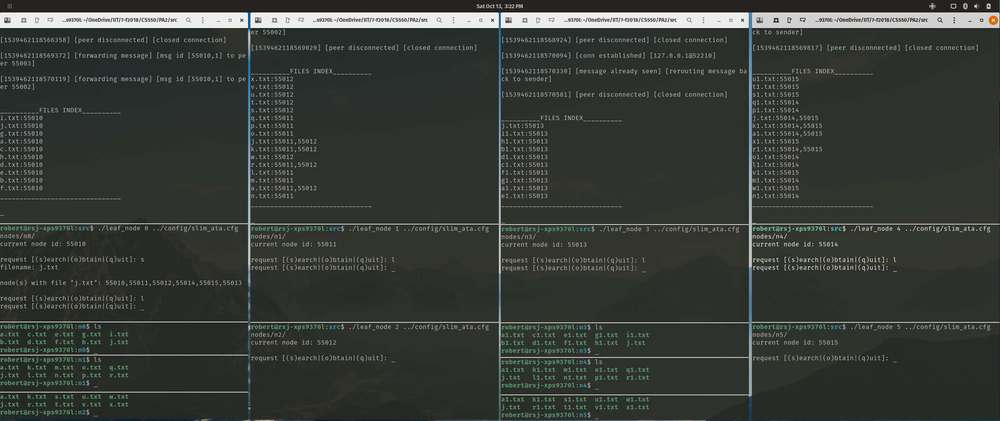 Sat Oct 13, 3:22 PM
...s9370l: ~/OneDrive/IIT/7-f2018/CS550/PA2/src
[1539462118566358] [peer disconnected] [closed connection]
[1539462118569372] [forwarding message] [msg id [55010,1] to pe
er 55003]
[1539462118570119] [forwarding message] [msg id [55010,1] to pe
er 55002]
__________FILES INDEX__________
i.txt:55010
j.txt:55010
g.txt:55010
a.txt:55010
c.txt:55010
h.txt:55010
d.txt:55010
e.txt:55010
b.txt:55010
f.txt:55010
_______________________________
_
robert@rsj-xps9370l:src$ ./leaf_node 0 ../config/slim_ata.cfg
nodes/n0/
current node id: 55010
request [(s)earch|(o)btain|(q)uit]: s
filename: j.txt
node(s) with file "j.txt": 55010,55011,55012,55014,55015,55013
request [(s)earch|(o)btain|(q)uit]: l
request [(s)earch|(o)btain|(q)uit]: _
robert@rsj-xps9370l:n0$ ls
a.txt  c.txt  e.txt  g.txt  i.txt
b.txt  d.txt  f.txt  h.txt  j.txt
robert@rsj-xps9370l:n0$ _
robert@rsj-xps9370l:n1$ ls
a.txt  k.txt  m.txt  o.txt  q.txt
j.txt  l.txt  n.txt  p.txt  r.txt
robert@rsj-xps9370l:n1$ _
a.txt  k.txt  s.txt  u.txt  w.txt
j.txt  r.txt  t.txt  v.txt  x.txt
robert@rsj-xps9370l:n2$ _
...s9370l: ~/OneDrive/IIT/7-f2018/CS550/PA2/src
er 55002]
[1539462118569020] [peer disconnected] [closed connection]
__________FILES INDEX__________
x.txt:55012
v.txt:55012
u.txt:55012
t.txt:55012
s.txt:55012
q.txt:55011
p.txt:55011
o.txt:55011
j.txt:55011,55012
k.txt:55011,55012
w.txt:55012
r.txt:55011,55012
l.txt:55011
m.txt:55011
a.txt:55011,55012
n.txt:55011
_______________________________
_
robert@rsj-xps9370l:src$ ./leaf_node 1 ../config/slim_ata.cfg
nodes/n1/
current node id: 55011
request [(s)earch|(o)btain|(q)uit]: l
request [(s)earch|(o)btain|(q)uit]: _
robert@rsj-xps9370l:src$ ./leaf_node 2 ../config/slim_ata.cfg
nodes/n2/
current node id: 55012
request [(s)earch|(o)btain|(q)uit]: _
...9370l: ~/OneDrive/IIT/7-f2018/CS550/PA2/src
[1539462118568924] [peer disconnected] [closed connection]
[1539462118570094] [conn established] [127.0.0.1@52210]
[1539462118570330] [message already seen] [rerouting message ba
ck to sender]
[1539462118570581] [peer disconnected] [closed connection]
__________FILES INDEX__________
j.txt:55013
i1.txt:55013
h1.txt:55013
b1.txt:55013
d1.txt:55013
c1.txt:55013
f1.txt:55013
g1.txt:55013
a1.txt:55013
e1.txt:55013
_______________________________
_
robert@rsj-xps9370l:src$ ./leaf_node 3 ../config/slim_ata.cfg
nodes/n3/
current node id: 55013
request [(s)earch|(o)btain|(q)uit]: l
request [(s)earch|(o)btain|(q)uit]: _
robert@rsj-xps9370l:n3$ ls
a1.txt  c1.txt  e1.txt  g1.txt  i1.txt
b1.txt  d1.txt  f1.txt  h1.txt  j.txt
robert@rsj-xps9370l:n3$ _
robert@rsj-xps9370l:n4$ ls
a1.txt  k1.txt  m1.txt  o1.txt  q1.txt
j.txt   l1.txt  n1.txt  p1.txt  r1.txt
robert@rsj-xps9370l:n4$ _
a1.txt  k1.txt  s1.txt  u1.txt  w1.txt
j.txt   r1.txt  t1.txt  v1.txt  x1.txt
robert@rsj-xps9370l:n5$ _
...9370l: ~/OneDrive/IIT/7-f2018/CS550/PA2/src
ck to sender]
[1539462118569817] [peer disconnected] [closed connection]
__________FILES INDEX__________
u1.txt:55015
t1.txt:55015
s1.txt:55015
q1.txt:55014
p1.txt:55014
j.txt:55014,55015
k1.txt:55014,55015
a1.txt:55014,55015
x1.txt:55015
r1.txt:55014,55015
o1.txt:55014
l1.txt:55014
v1.txt:55015
m1.txt:55014
w1.txt:55015
n1.txt:55014
_______________________________
_
robert@rsj-xps9370l:src$ ./leaf_node 4 ../config/slim_ata.cfg
nodes/n4/
current node id: 55014
request [(s)earch|(o)btain|(q)uit]: l
request [(s)earch|(o)btain|(q)uit]: _
robert@rsj-xps9370l:src$ ./leaf_node 5 ../config/slim_ata.cfg
nodes/n5/
current node id: 55015
request [(s)earch|(o)btain|(q)uit]: _